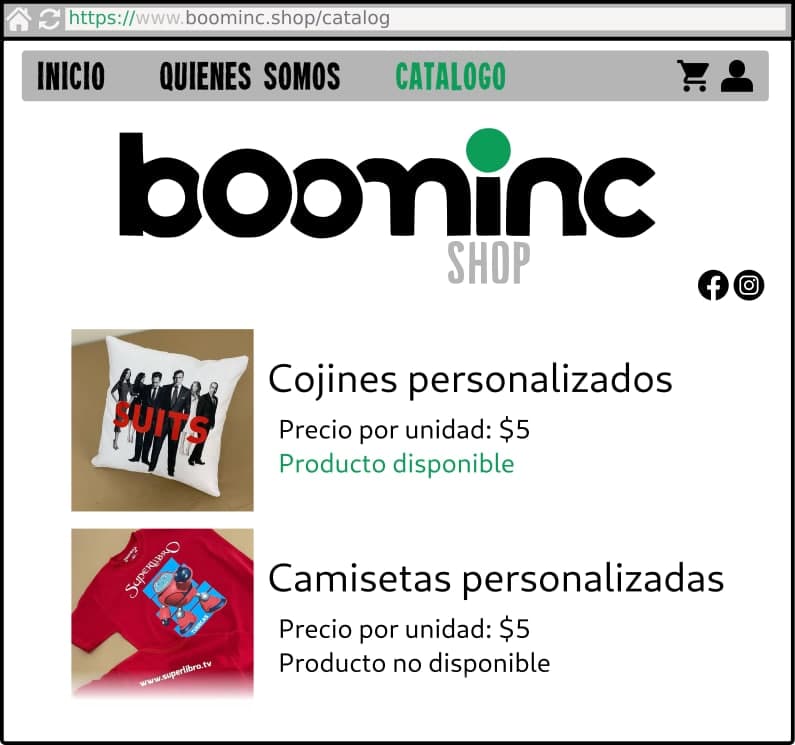 https://www.boominc.shop/catalog
INICIO QUIENES SOMOS CATALOGO
boominc
SHOP
SUITS
Cojines personalizados
Precio por unidad: $5
Producto disponible
SUPERLIBRO
www.superlibro.tv
Camisetas personalizadas
Precio por unidad: $5
Producto no disponible